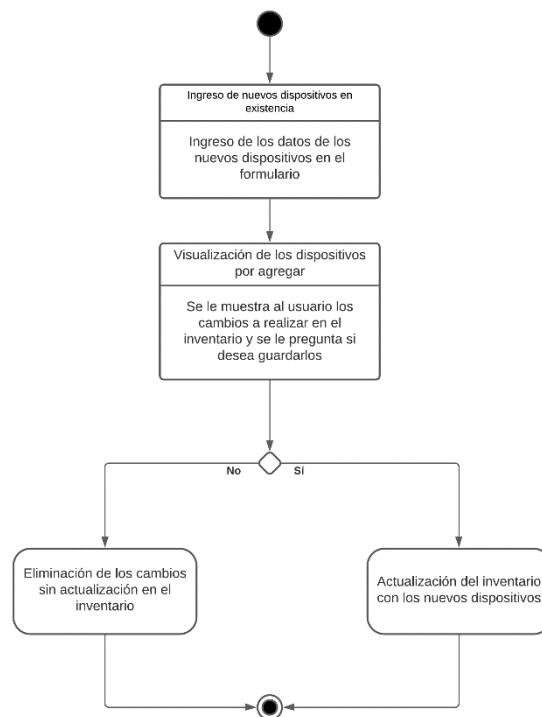 Ingreso de nuevos dispositivos en
existencia
Ingreso de los datos de los
nuevos dispositivos en el
formulario
Visualización de los dispositivos
por agregar
Se le muestra al usuario los
cambios a realizar en el
inventario y se le pregunta si
desea guardarlos
No
Sí
Eliminación de los cambios
sin actualización en el
inventario
Actualización del inventario
con los nuevos dispositivos